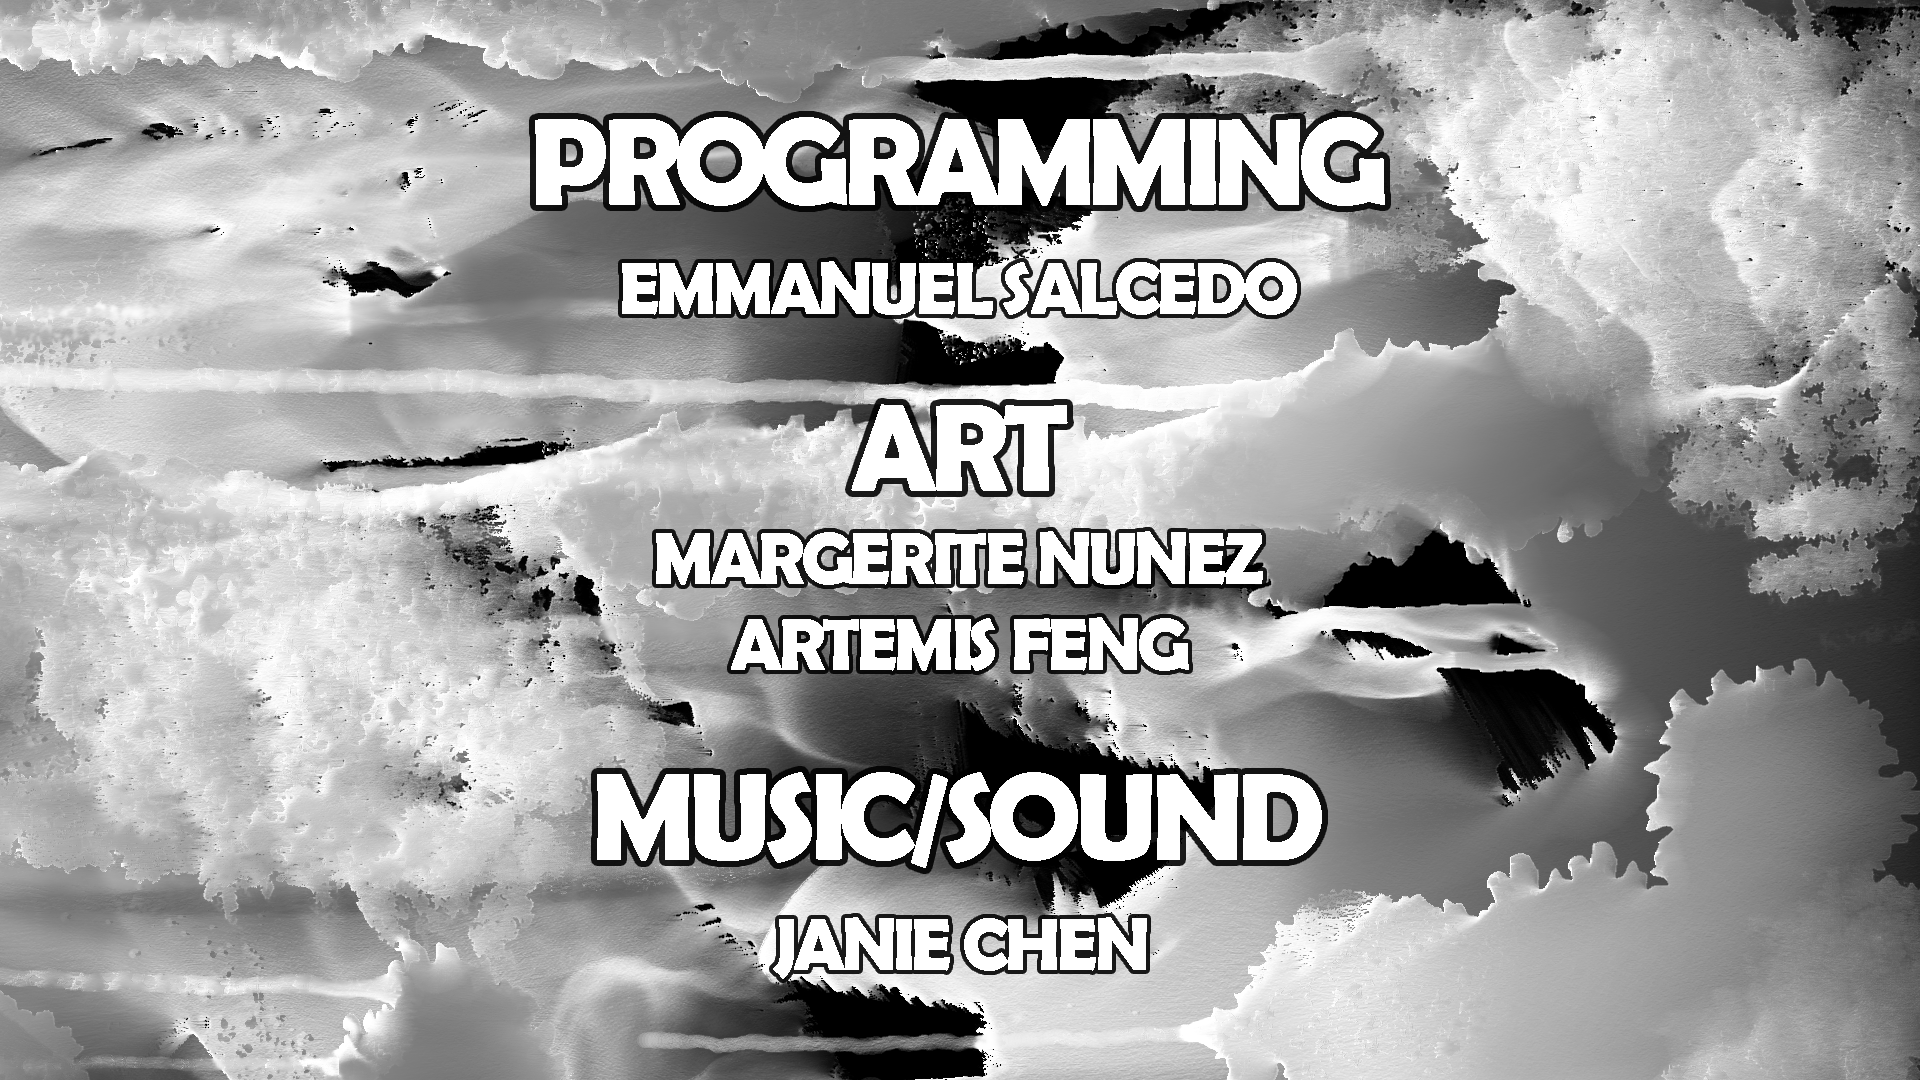 PROGRAMMING
EMMANUEL SALCEDO
ART
MARGERITE NUNEZ
ARTEMIS FENG
MUSIC/SOUND
JANIE CHEN